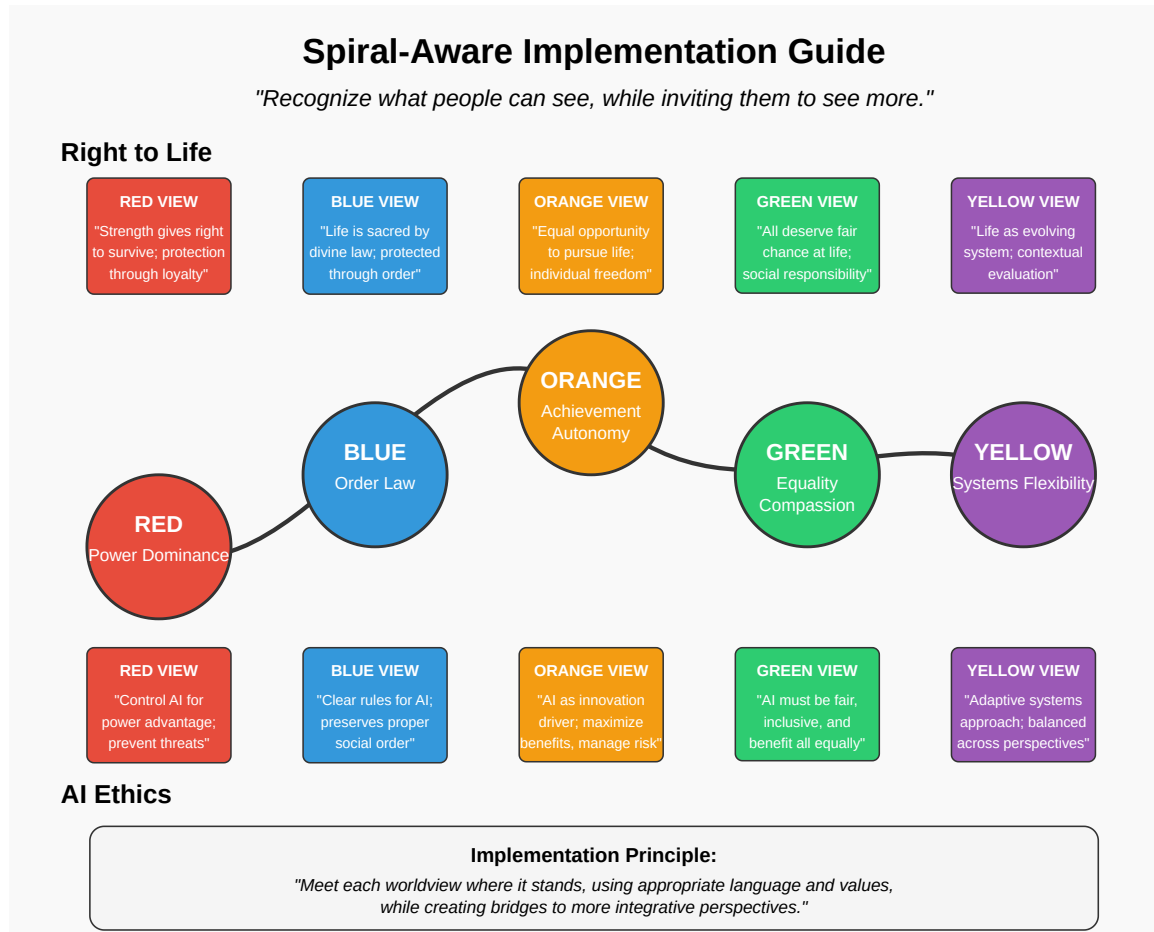 Spiral-Aware Implementation Guide
"Recognize what people can see, while inviting them to see more."
Right to Life
RED VIEW
"Strength gives right
to survive; protection
through loyalty"
BLUE VIEW
"Life is sacred by
divine law; protected
through order"
ORANGE VIEW
"Equal opportunity
to pursue life;
individual freedom"
GREEN VIEW
"All deserve fair
chance at life;
social responsibility"
YELLOW VIEW
"Life as evolving
system; contextual
evaluation"
RED
Power Dominance
BLUE
Order Law
ORANGE
Achievement
Autonomy
GREEN
Equality
Compassion
YELLOW
Systems Flexibility
RED VIEW
"Control AI for
power advantage;
prevent threats"
BLUE VIEW
"Clear rules for AI;
preserves proper
social order"
ORANGE VIEW
"AI as innovation
driver; maximize
benefits, manage risk"
GREEN VIEW
"AI must be fair,
inclusive, and
benefit all equally"
YELLOW VIEW
"Adaptive systems
approach; balanced
across perspectives"
AI Ethics
Implementation Principle:
"Meet each worldview where it stands, using appropriate language and values,
while creating bridges to more integrative perspectives."